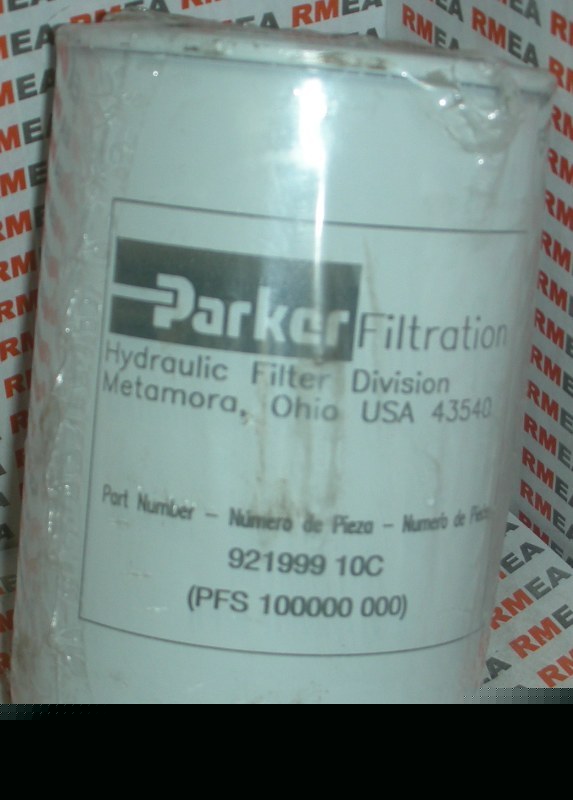 Parker Filtration
Hydraulic Filter Division
Metamora, Ohio USA 43540
Part Number - Número de Pieza - Numero de
921999 10C
(PFS 100000 000)
RMEA